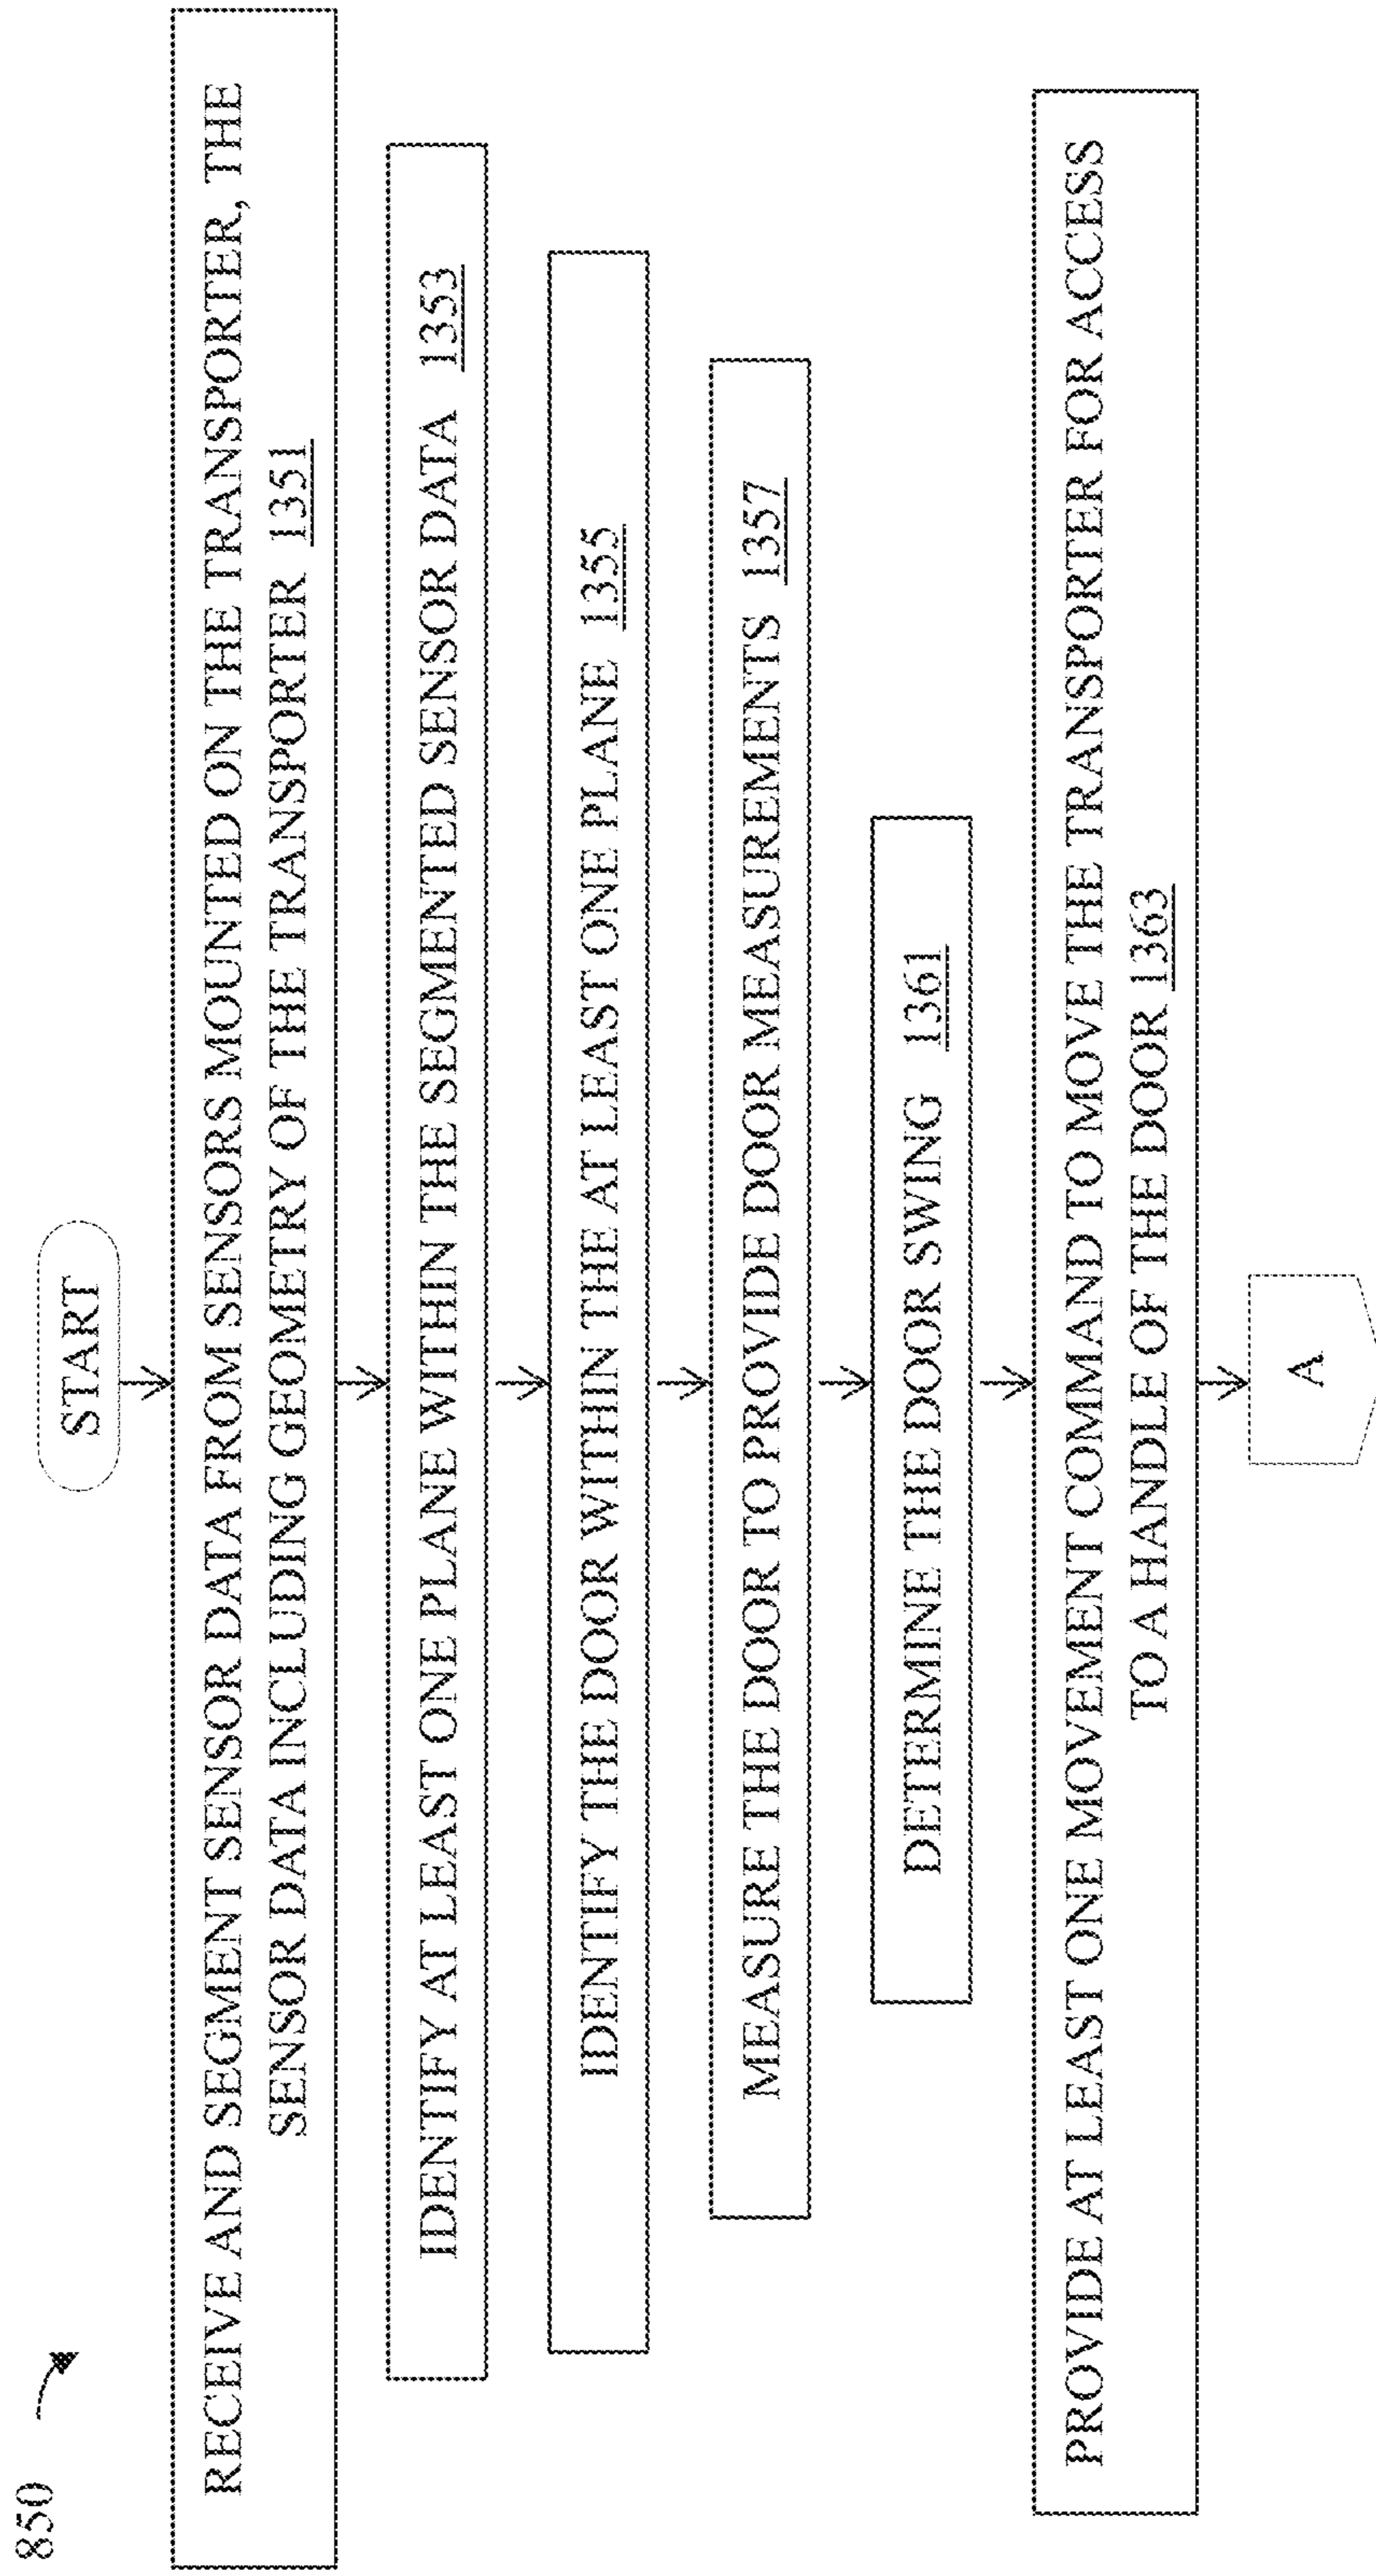 850
START
RECEIVE AND SEGMENT SENSOR DATA FROM SENSORS MOUNTED ON THE TRANSPORTER, THE
SENSOR DATA INCLUDING GEOMETRY OF THE TRANSPORTER 1351
IDENTIFY AT LEAST ONE PLANE WITHIN THE SEGMENTED SENSOR DATA 1353
IDENTIFY THE DOOR WITHIN THE AT LEAST ONE PLANE 1355
MEASURE THE DOOR TO PROVIDE DOOR MEASUREMENTS 1357
DETERMINE THE DOOR SWING 1361
PROVIDE AT LEAST ONE MOVEMENT COMMAND TO MOVE THE TRANSPORTER FOR ACCESS
TO A HANDLE OF THE DOOR 1363
A